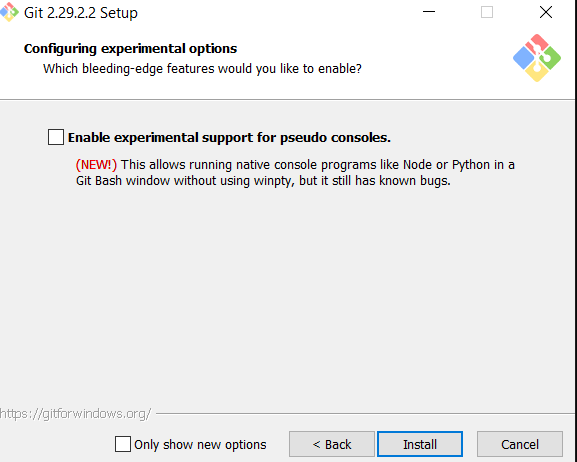 Git 2.29.2.2 Setup
Configuring experimental options
Which bleeding-edge features would you like to enable?
Enable experimental support for pseudo consoles.
(NEW!) This allows running native console programs like Node or Python in a
Git Bash window without using winpty, but it still has known bugs.
https://gitforwindows.org/
Only show new options
< Back
Install
Cancel